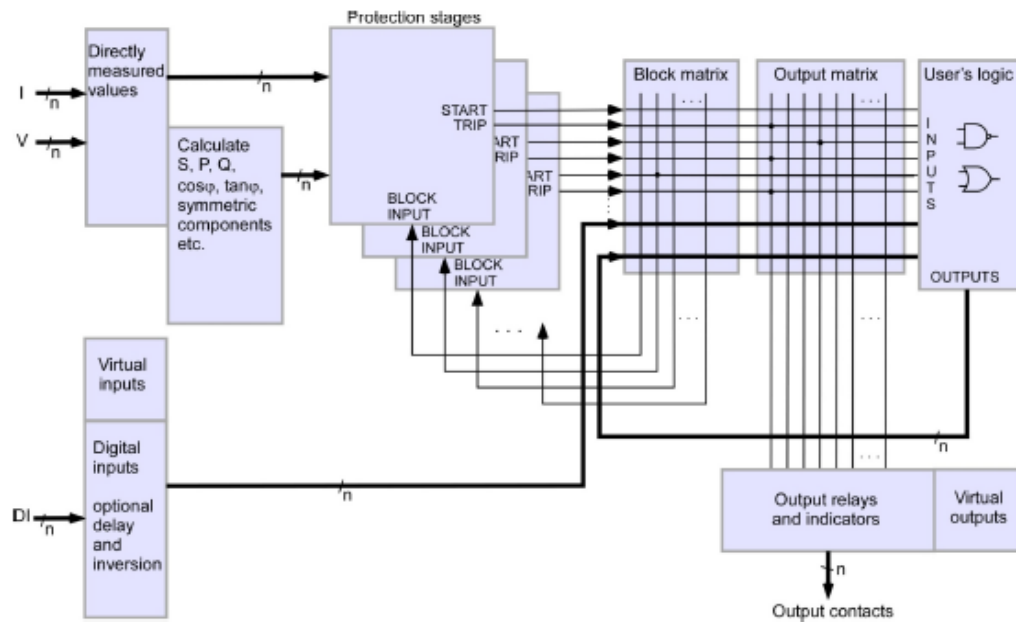 Protection stages
Directly
measured
values
I
n
V
n
n
Calculate
S, P, Q,
cosφ, tanφ,
symmetric
components
etc.
n
START
TRIP
BLOCK
INPUT
ART
RIP
BLOCK
INPUT
ART
RIP
BLOCK
INPUT
Block matrix
Output matrix
User's logic
I
N
P
U
T
S
OUTPUTS
n
Virtual
inputs
Digital
inputs
optional
delay
and
inversion
DI
n
n
Output relays
and indicators
Virtual
outputs
n
Output contacts